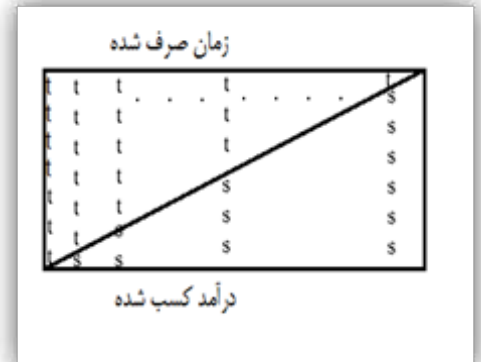 زمان صرف شده
t t t . . . t . . . . t
s
t t t t s
t t t t s
t t t s s
t t t s s
t t s s s
t s s
درآمد کسب شده